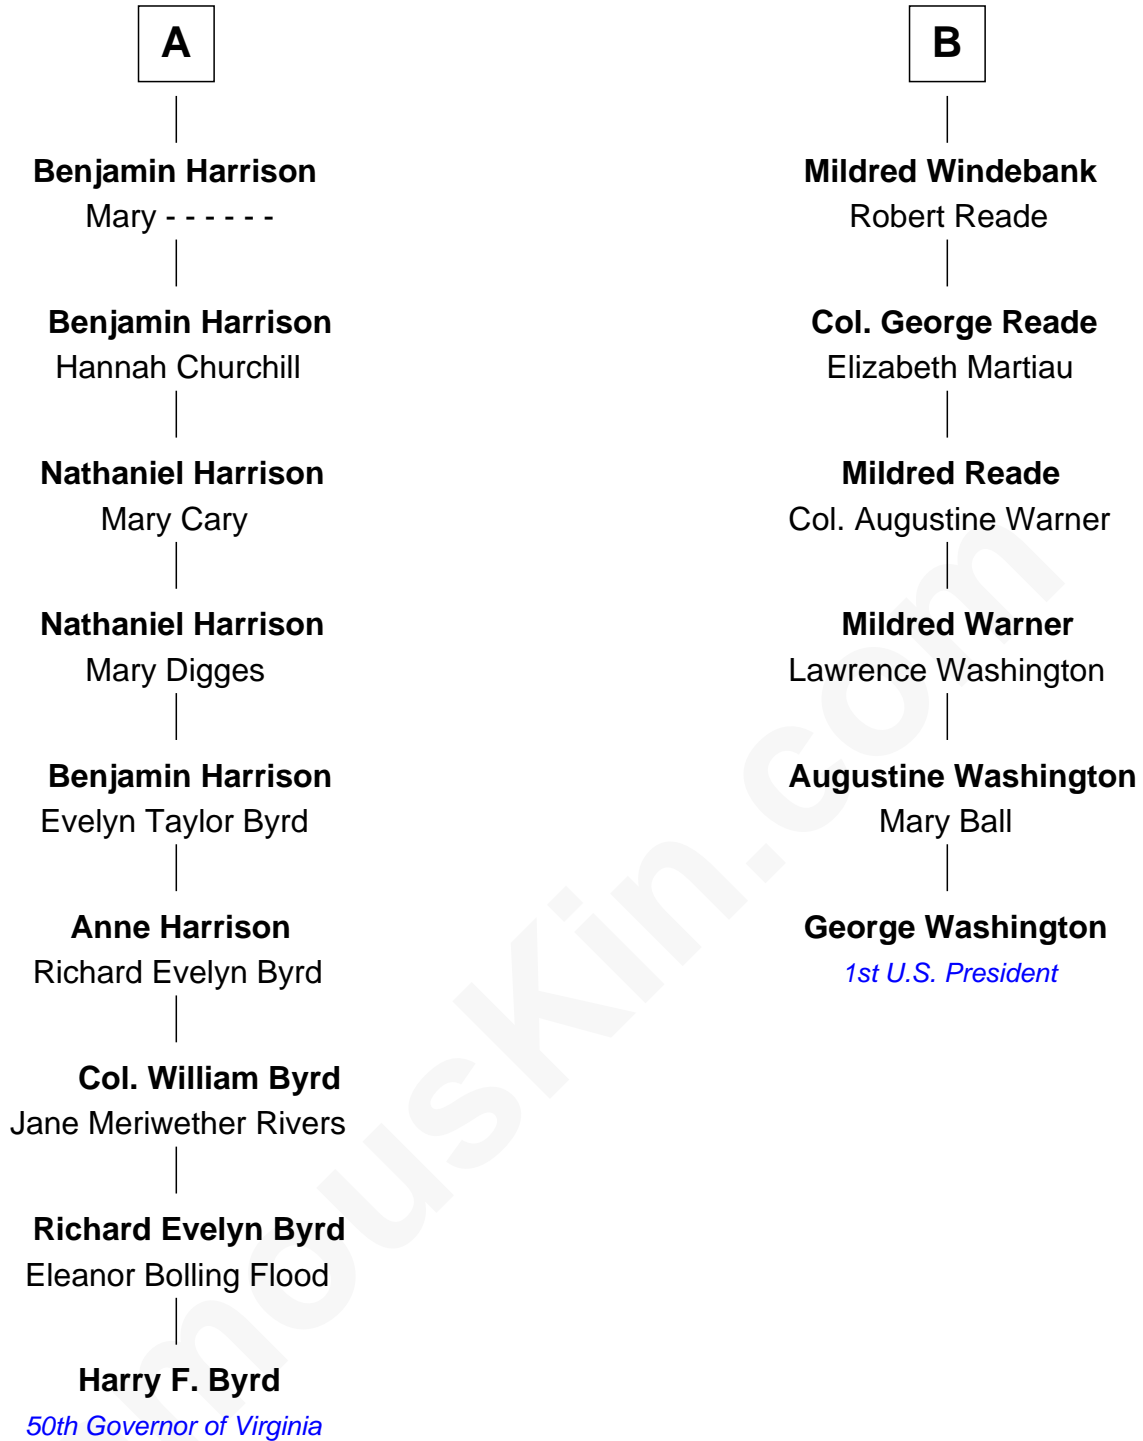 A
Benjamin Harrison
Mary - - - - - -
Benjamin Harrison
Hannah Churchill
Nathaniel Harrison
Mary Cary
Nathaniel Harrison
Mary Digges
Benjamin Harrison
Evelyn Taylor Byrd
Anne Harrison
Richard Evelyn Byrd
Col. William Byrd
Jane Meriwether Rivers
Richard Evelyn Byrd
Eleanor Bolling Flood
Harry F. Byrd
50th Governor of Virginia
B
Mildred Windebank
Robert Reade
Col. George Reade
Elizabeth Martiau
Mildred Reade
Col. Augustine Warner
Mildred Warner
Lawrence Washington
Augustine Washington
Mary Ball
George Washington
1st U.S. President
mouskin.com